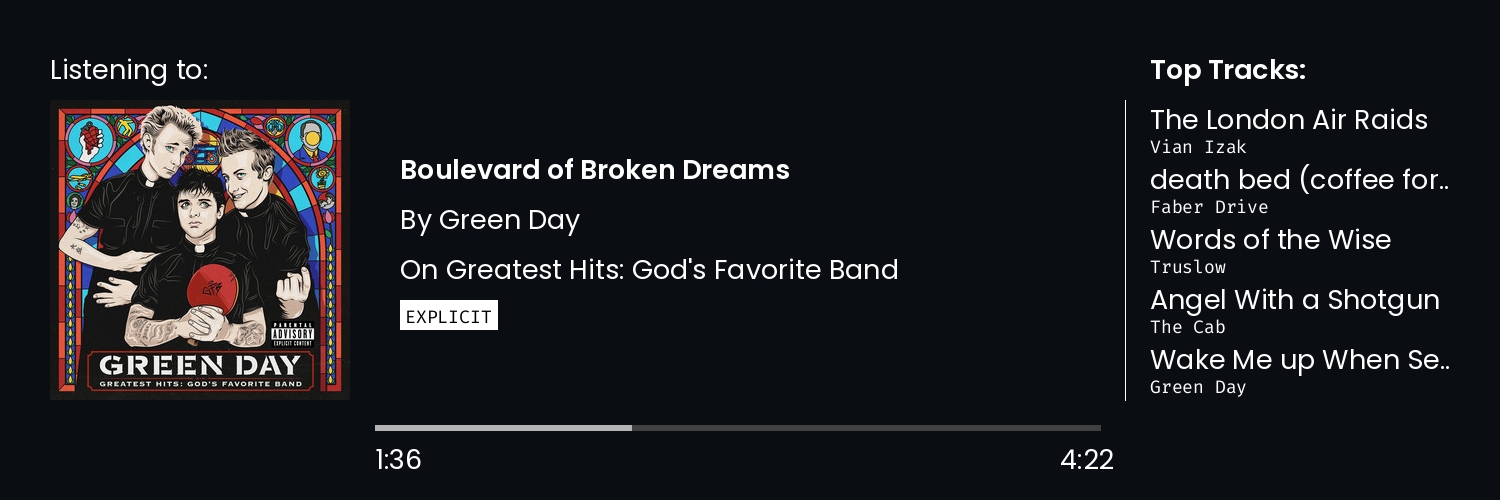 Listening to:
PARENTAL
ADVISORY
EXPLICIT CONTENT
GREEN DAY
GREATEST HITS: GOD'S FAVORITE BAND
Boulevard of Broken Dreams
By Green Day
On Greatest Hits: God's Favorite Band
EXPLICIT
1:36
4:22
Top Tracks:
The London Air Raids
Vian Izak
death bed (coffee for..
Faber Drive
Words of the Wise
Truslow
Angel With a Shotgun
The Cab
Wake Me up When Se..
Green Day